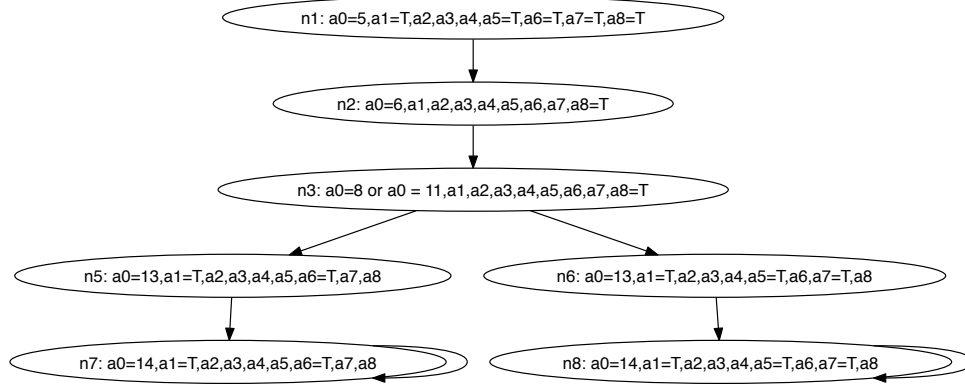 n1: a0=5,a1=T,a2,a3,a4,a5=T,a6=T,a7=T,a8=T
n2: a0=6,a1,a2,a3,a4,a5,a6,a7,a8=T
n3: a0=8 or a0 = 11,a1,a2,a3,a4,a5,a6,a7,a8=T
n5: a0=13,a1=T,a2,a3,a4,a5,a6=T,a7,a8
n6: a0=13,a1=T,a2,a3,a4,a5=T,a6,a7=T,a8
n7: a0=14,a1=T,a2,a3,a4,a5,a6=T,a7,a8
n8: a0=14,a1=T,a2,a3,a4,a5=T,a6,a7=T,a8